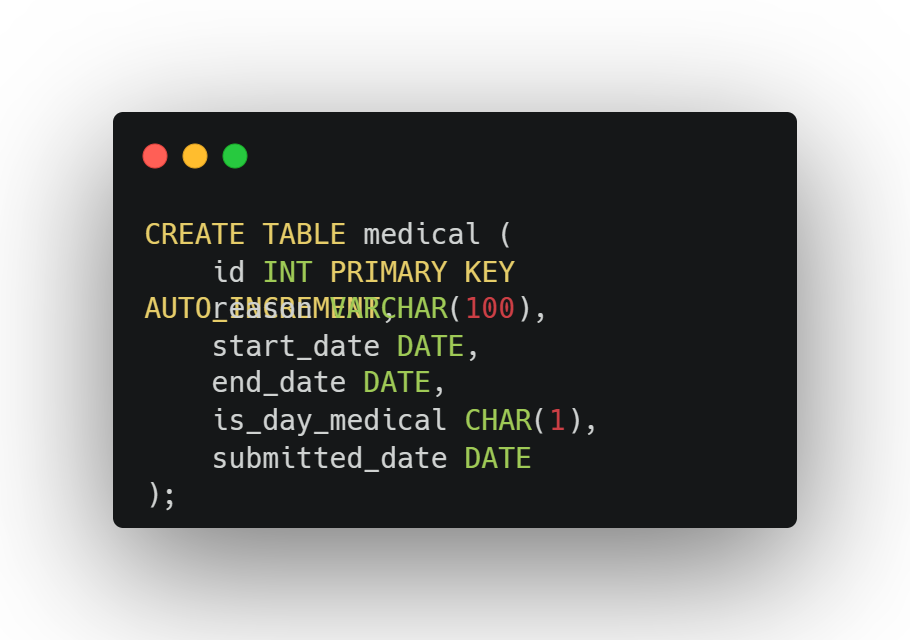 CREATE TABLE medical (
    id INT PRIMARY KEY
AUTO_INCREMENT,
    reason VARCHAR(100),
    start_date DATE,
    end_date DATE,
    is_day_medical CHAR(1),
    submitted_date DATE
);